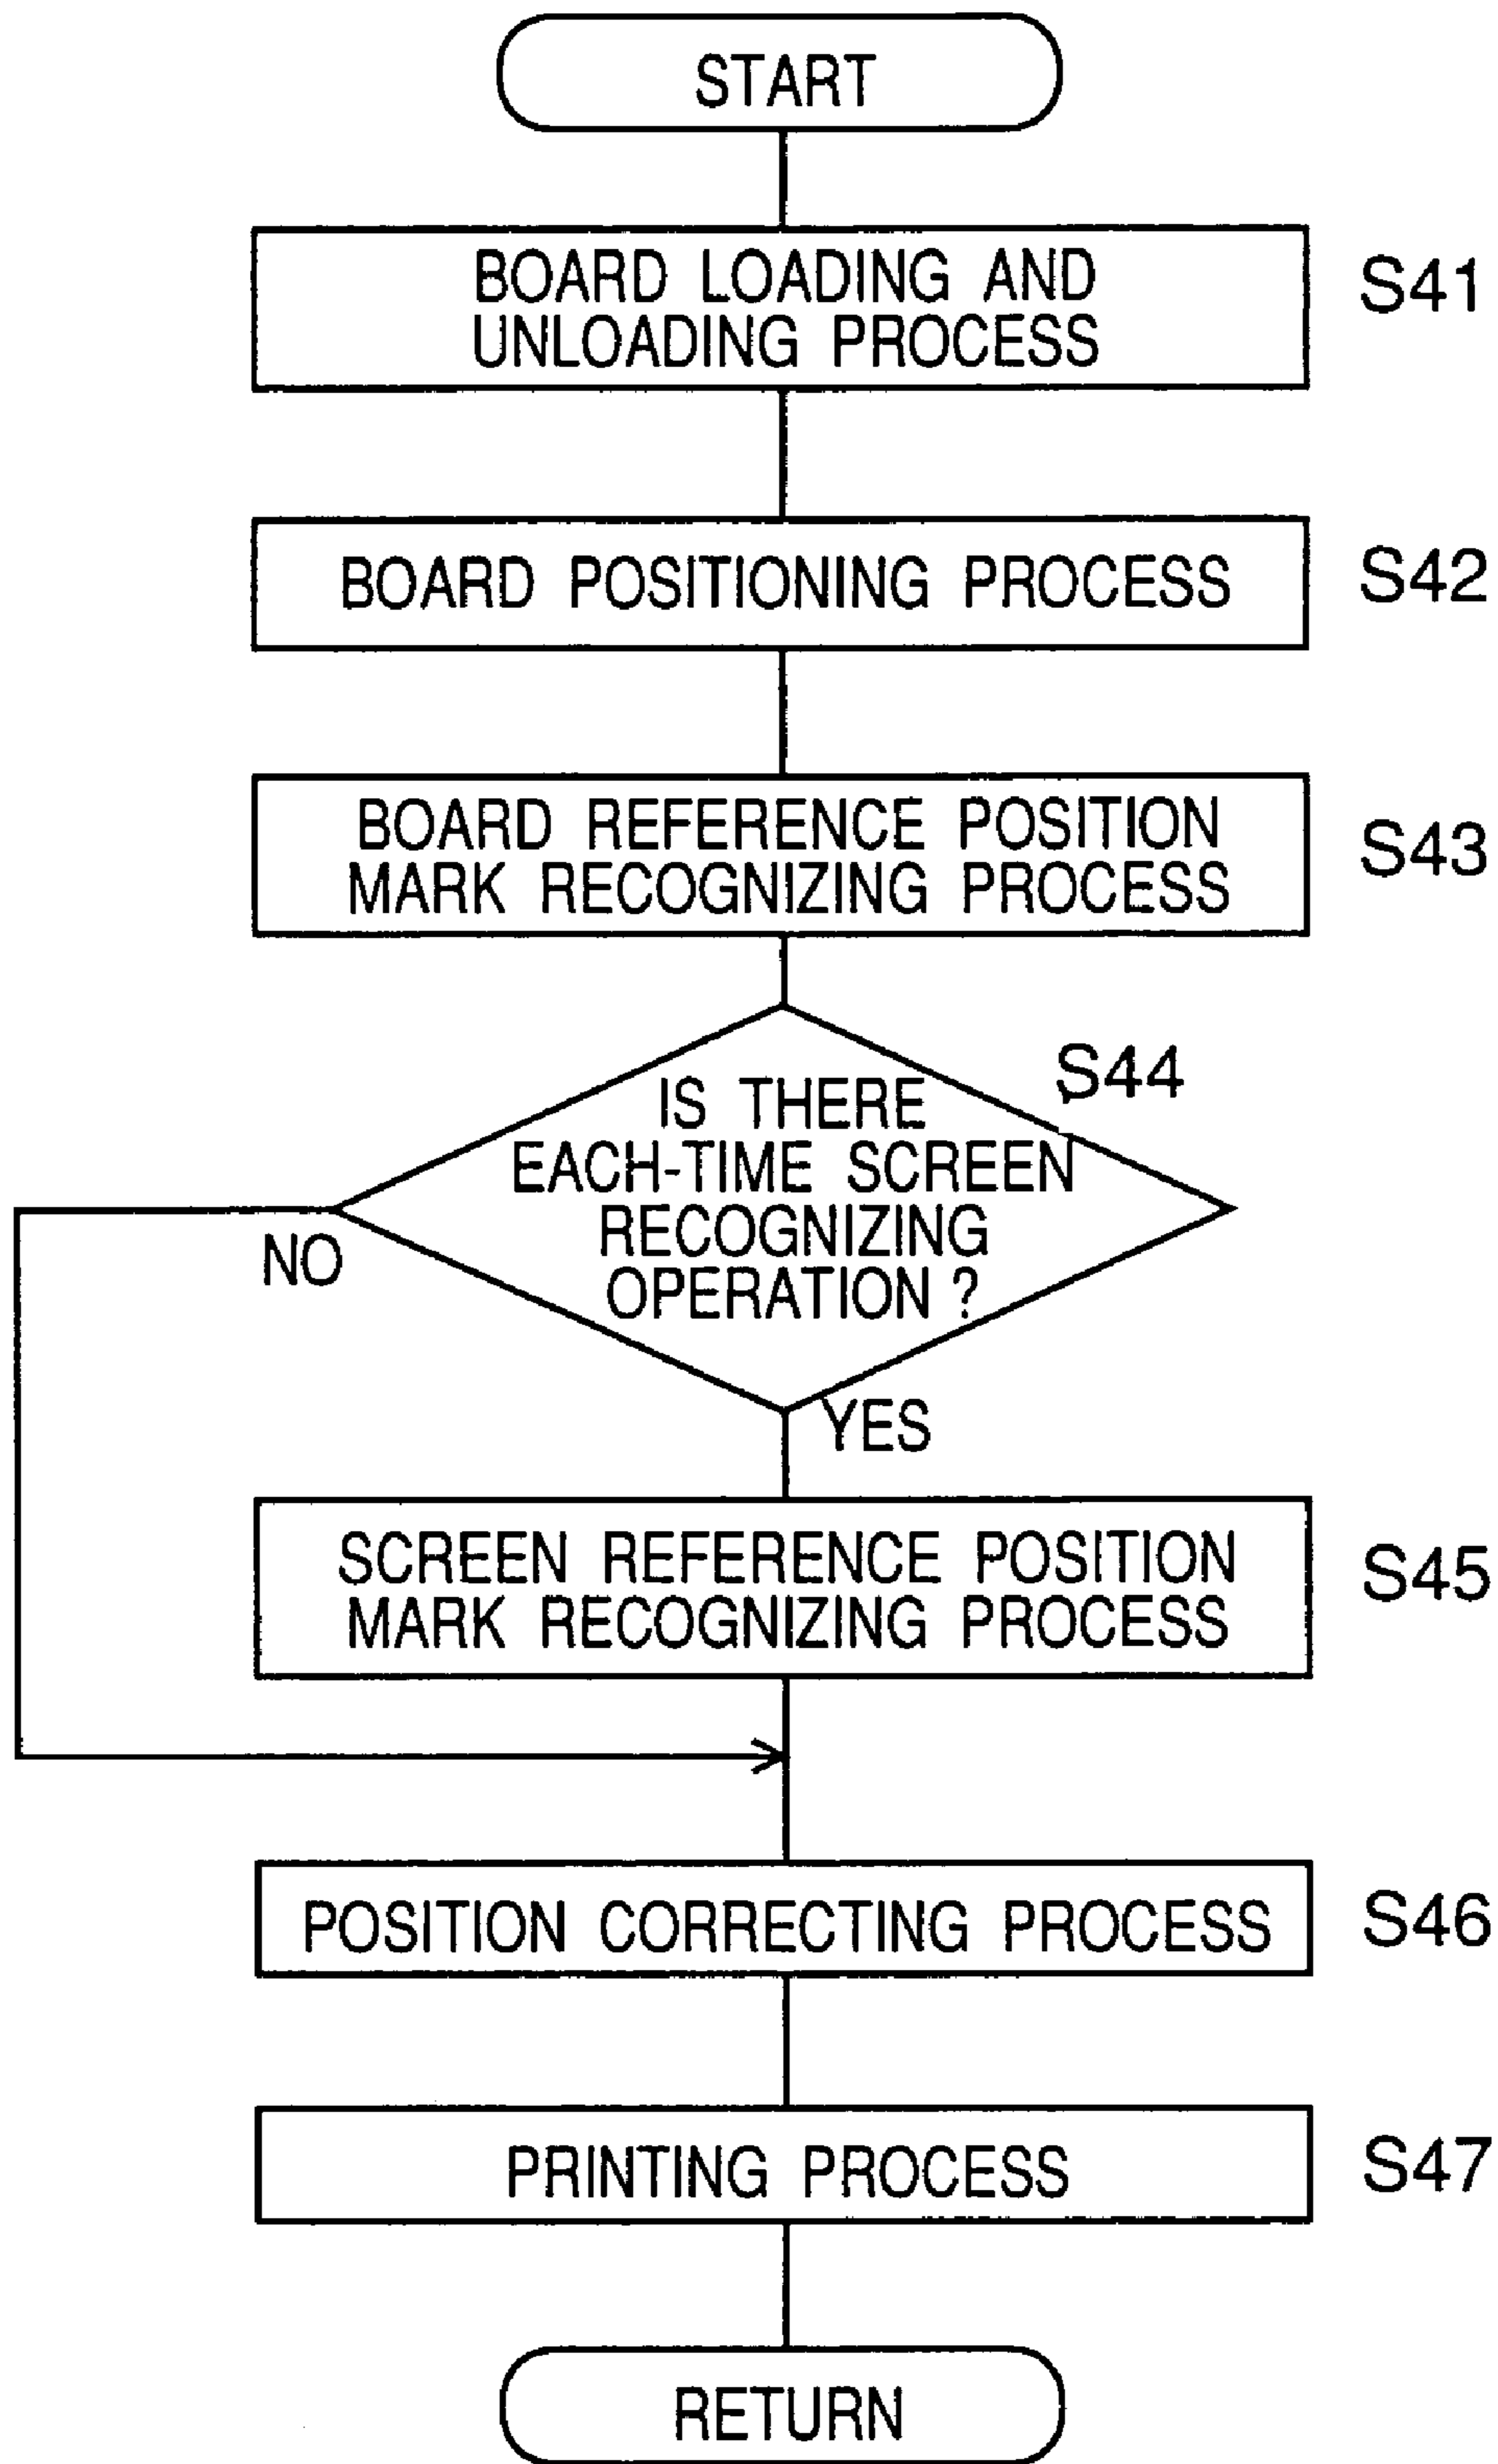 START
BOARD LOADING AND
UNLOADING PROCESS
S41
BOARD POSITIONING PROCESS
S42
BOARD REFERENCE POSITION
MARK RECOGNIZING PROCESS
S43
S44
IS THERE
EACH-TIME SCREEN
RECOGNIZING
OPERATION ?
NO
YES
SCREEN REFERENCE POSITION
MARK RECOGNIZING PROCESS
S45
POSITION CORRECTING PROCESS
S46
PRINTING PROCESS
S47
RETURN